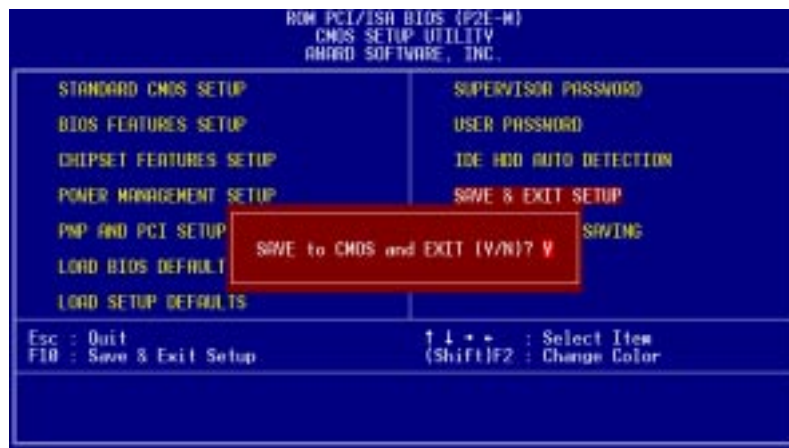 ROM PCI/ISA BIOS (P2E-M)
CMOS SETUP UTILITY
AWARD SOFTWARE, INC.
STANDARD CMOS SETUP
BIOS FEATURES SETUP
CHIPSET FEATURES SETUP
POWER MANAGEMENT SETUP
PNP AND PCI SETUP
LOAD BIOS DEFAULT
LOAD SETUP DEFAULTS
SUPERVISOR PASSWORD
USER PASSWORD
IDE HDD AUTO DETECTION
SAVE & EXIT SETUP
SAVING
SAVE to CMOS and EXIT (Y/N)? Y
Esc : Quit
F10 : Save & Exit Setup
↑ ↓ → ← : Select Item
(Shift)F2 : Change Color